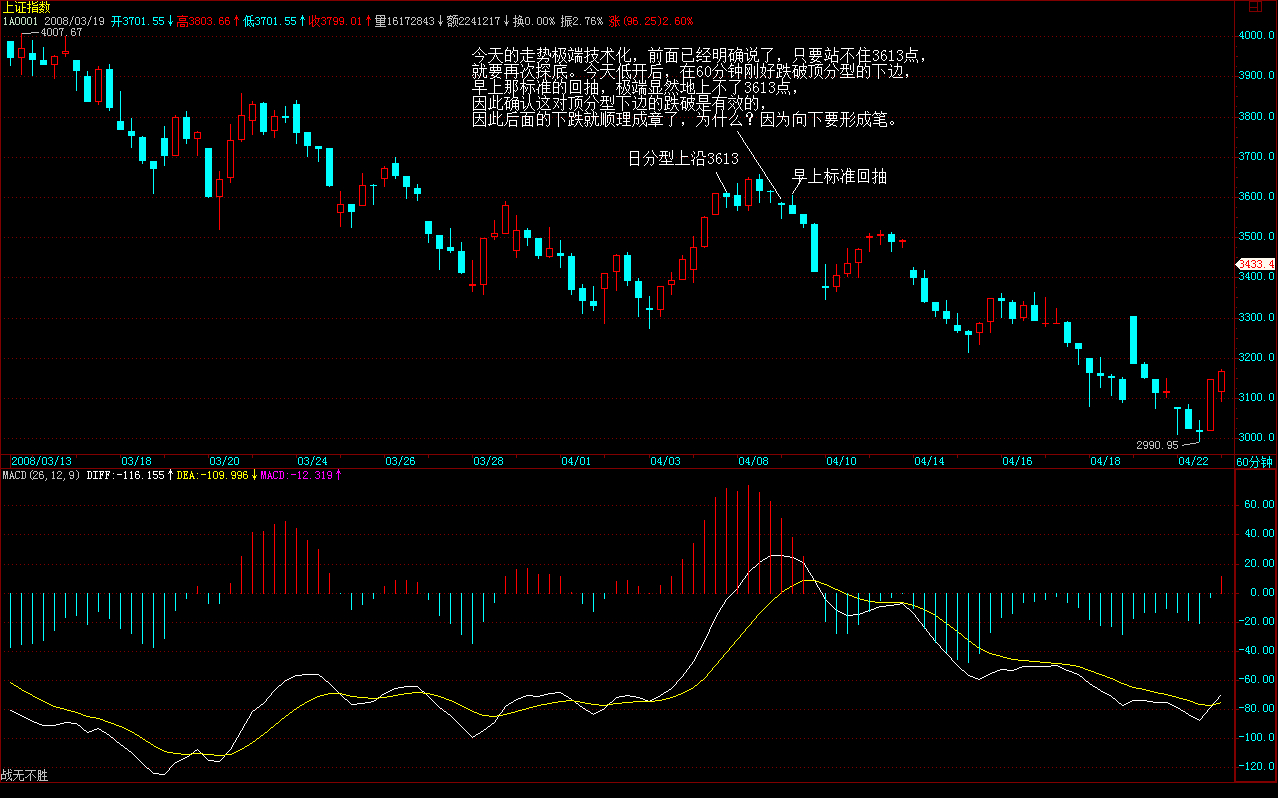 上证指数
1A0001 2008/03/19 开3701.55↓高3803.68↑低3701.55↑收3799.01↑量16172843↓额2241217↓换0.00% 振2.76% 涨(98.25)2.60%
4007.67
4000.0
今天的走势极端技术化，前面已经明确说了，只要站不住3613点，
就要再次探底。今天低开后，在60分钟刚好跌破顶分型的下边，
早上那标准的回抽，极端显然地上不了3613点，
因此确认这对顶分型下边的跌破是有效的，
因此后面的下跌就顺理成章了，为什么？因为向下要形成笔。
3900.0
3800.0
日分型上沿3613
3700.0
早上标准回抽
3600.0
3500.0
3433.4
3400.0
3300.0
3200.0
3100.0
3000.0
2990.95
2008/03/13 03/18 03/20 03/24 03/26 03/28 04/01 04/03 04/08 04/10 04/14 04/16 04/18 04/22 60分钟
MACD(26,12,9) DIFF:-116.155↑DEA:-109.996↓MACD:-12.319↑
60.00
40.00
20.00
0.00
-20.00
-40.00
-60.00
-80.00
-100.0
-120.0
战无不胜